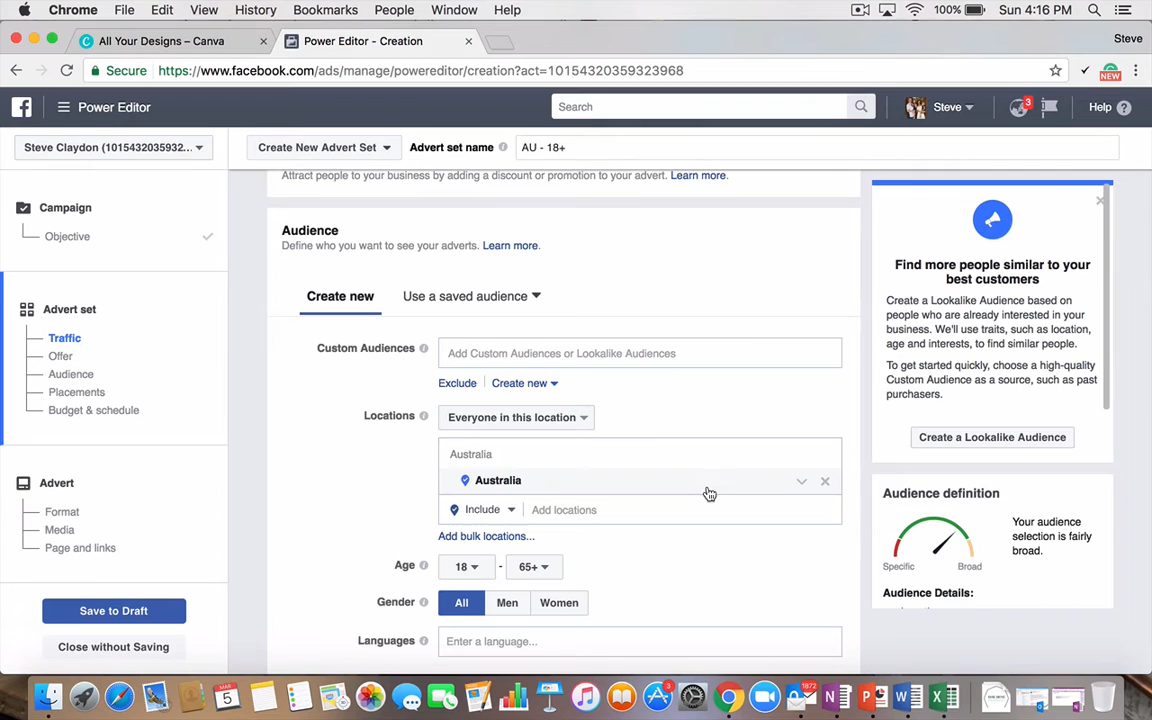 Chrome File Edit View History Bookmarks People Window Help 100% Sun 4:16 PM
All Your Designs – Canva
Power Editor - Creation
Steve
Secure https://www.facebook.com/ads/manage/powereditor/creation?act=10154320359323968
NEW
Power Editor
Search
Steve
3
Help
Steve Claydon (1015432035932...
Create New Advert Set
Advert set name
AU - 18+
Campaign
Objective
Advert set
Traffic
Offer
Audience
Placements
Budget & schedule
Advert
Format
Media
Page and links
Save to Draft
Close without Saving
Attract people to your business by adding a discount or promotion to your advert. Learn more.
Audience
Define who you want to see your adverts. Learn more.
Create new
Use a saved audience
Custom Audiences
Add Custom Audiences or Lookalike Audiences
Exclude
Create new
Locations
Everyone in this location
Australia
Australia
Include
Add locations
Add bulk locations...
Age
18 - 65+
Gender
All Men Women
Languages
Enter a language...
Find more people similar to your
best customers
Create a Lookalike Audience based on
people who are already interested in your
business. We'll use traits, such as location,
age and interests, to find similar people.
To get started quickly, choose a high-quality
Custom Audience as a source, such as past
purchasers.
Create a Lookalike Audience
Audience definition
Specific
Broad
Your audience
selection is fairly
broad.
Audience Details:
MAR
5
3
1872